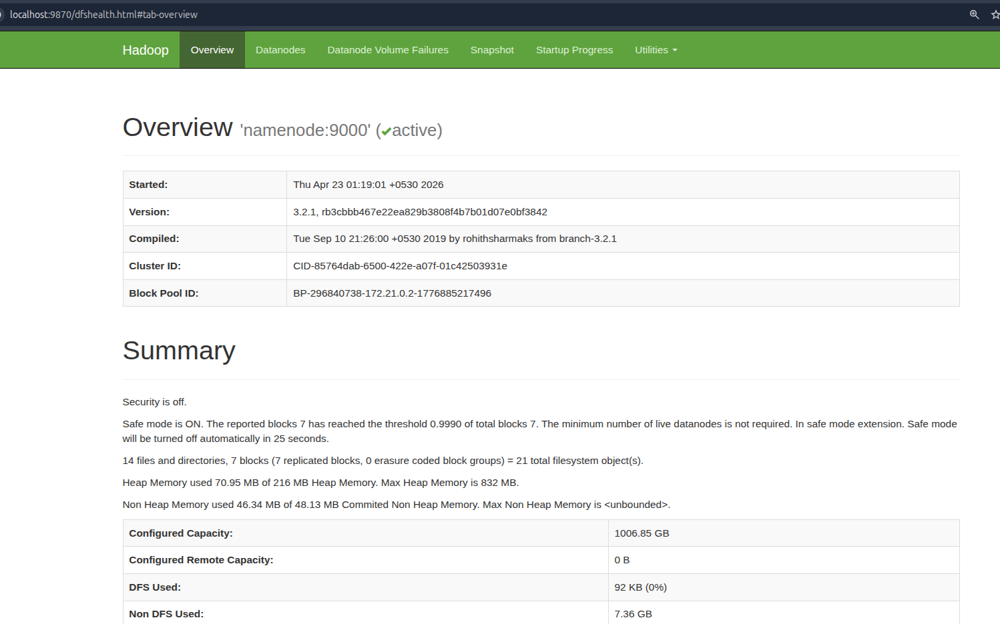 localhost:9870/dfshealth.html#tab-overview
Hadoop Overview Datanodes Datanode Volume Failures Snapshot Startup Progress Utilities
Overview 'namenode:9000' (✔active)
Started: Thu Apr 23 01:19:01 +0530 2026
Version: 3.2.1, rb3cbbb467e22ea829b3808f4b7b01d07e0bf3842
Compiled: Tue Sep 10 21:26:00 +0530 2019 by rohithsharmaks from branch-3.2.1
Cluster ID: CID-85764dab-6500-422e-a07f-01c42503931e
Block Pool ID: BP-296840738-172.21.0.2-1776885217496
Summary
Security is off.
Safe mode is ON. The reported blocks 7 has reached the threshold 0.9990 of total blocks 7. The minimum number of live datanodes is not required. In safe mode extension. Safe mode
will be turned off automatically in 25 seconds.
14 files and directories, 7 blocks (7 replicated blocks, 0 erasure coded block groups) = 21 total filesystem object(s).
Heap Memory used 70.95 MB of 216 MB Heap Memory. Max Heap Memory is 832 MB.
Non Heap Memory used 46.34 MB of 48.13 MB Commited Non Heap Memory. Max Non Heap Memory is <unbounded>.
Configured Capacity: 1006.85 GB
Configured Remote Capacity: 0 B
DFS Used: 92 KB (0%)
Non DFS Used: 7.36 GB